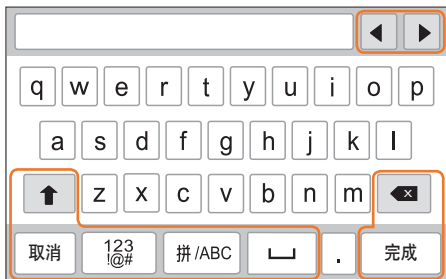 q w e r t y u i o p
a s d f g h j k l
z x c v b n m
取消 123 !@# 拼/ABC . 完成